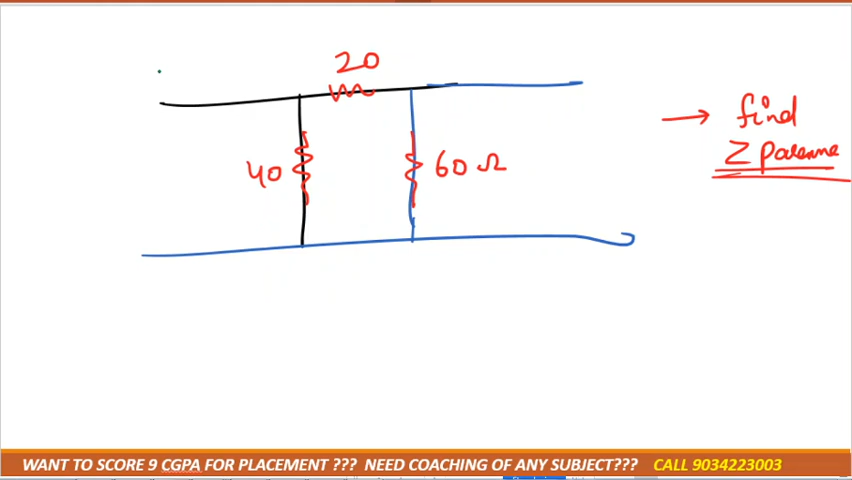 20
40
60 Ω
→ find
Z parame
WANT TO SCORE 9 CGPA FOR PLACEMENT ??? NEED COACHING OF ANY SUBJECT??? CALL 9034223003